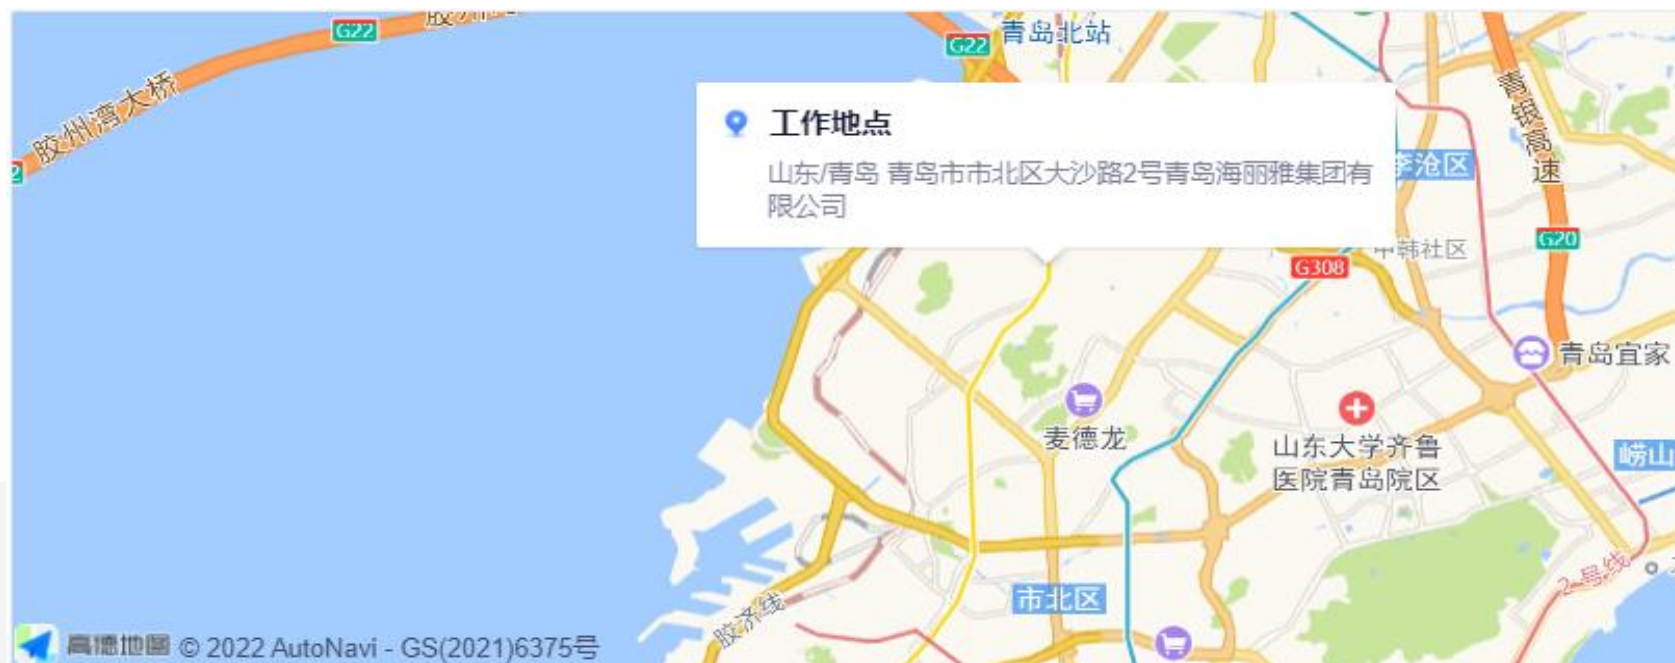 G22
G22
青岛北站
胶州湾大桥
青银高速
工作地点
山东/青岛 青岛市市北区大沙路2号青岛海丽雅集团有
限公司
李沧区
中韩社区
G20
G308
青岛宜家
麦德龙
山东大学齐鲁
医院青岛院区
崂山
2号线
市北区
胶济线
高德地图 © 2022 AutoNavi - GS(2021)6375号